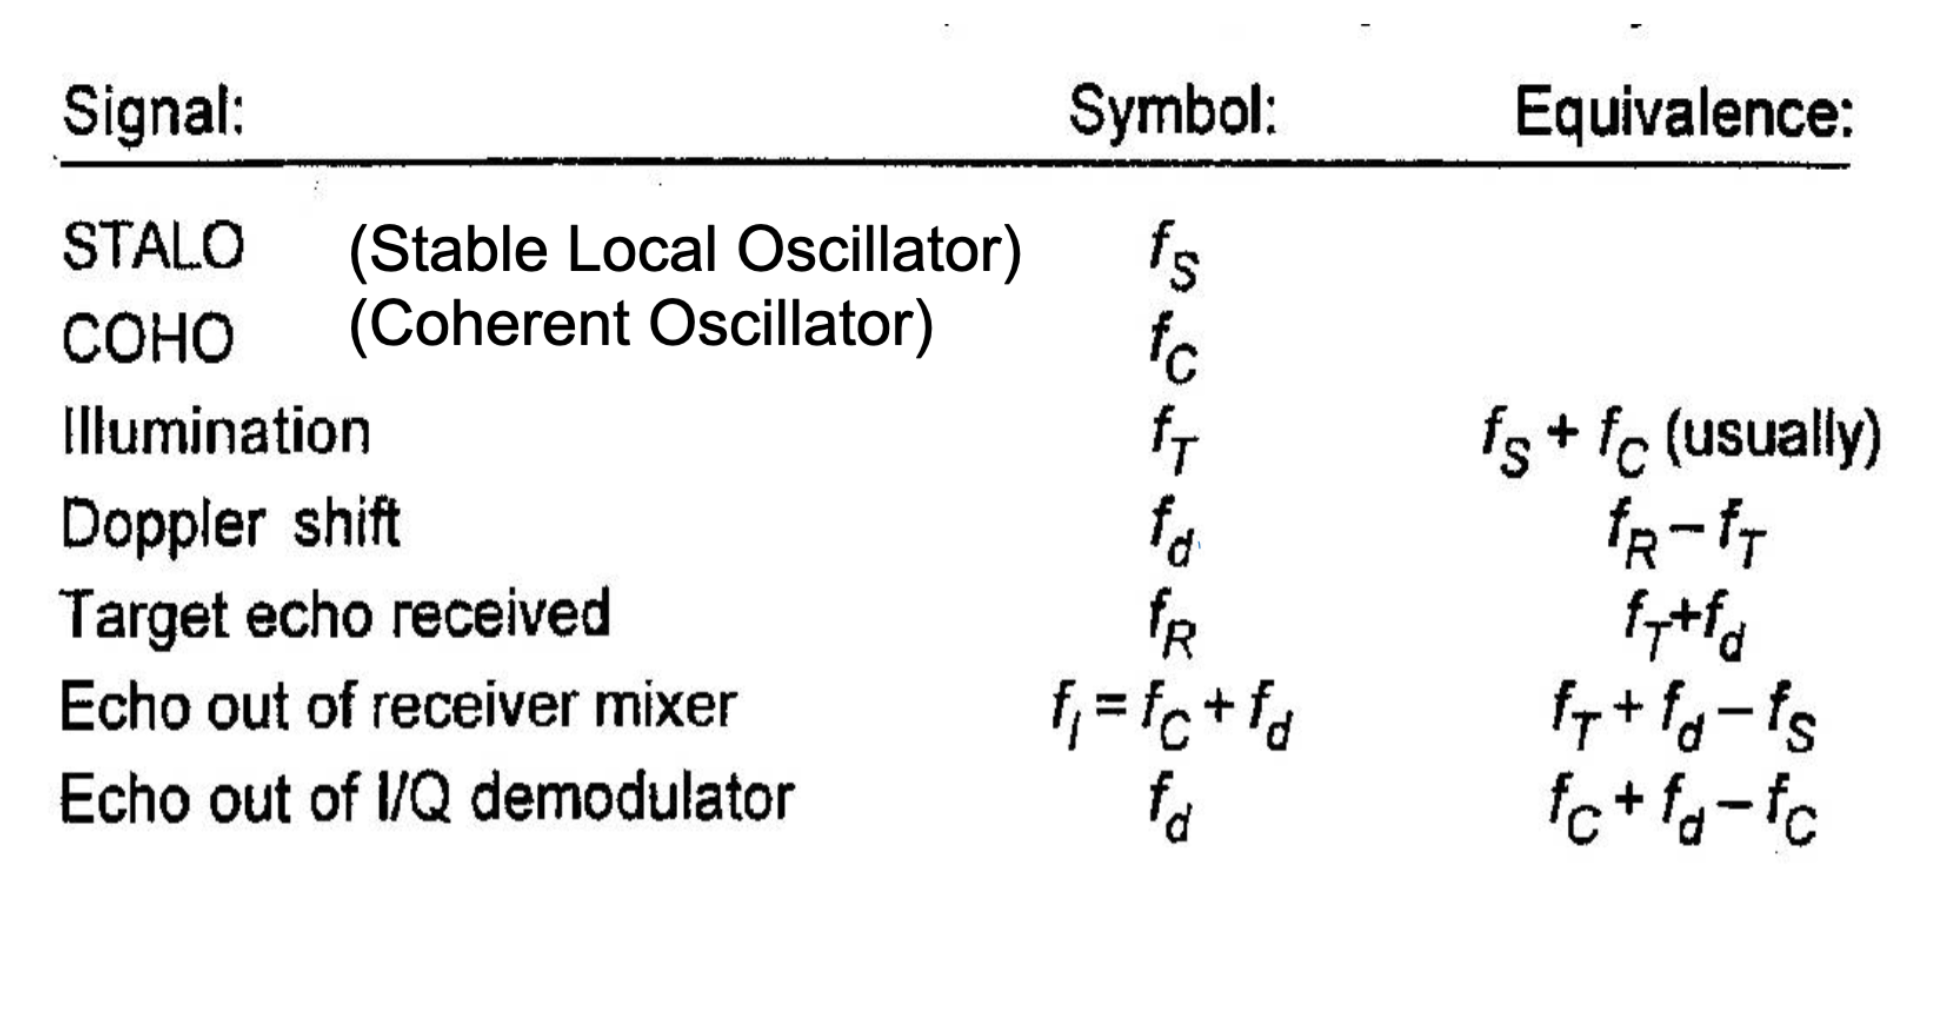 Signal: Symbol: Equivalence:
STALO (Stable Local Oscillator) f_S
COHO (Coherent Oscillator) f_C
Illumination f_T f_S + f_C (usually)
Doppler shift f_d f_R − f_T
Target echo received f_R f_T+f_d
Echo out of receiver mixer f_I = f_C + f_d f_T + f_d − f_S
Echo out of I/Q demodulator f_d f_C + f_d − f_C